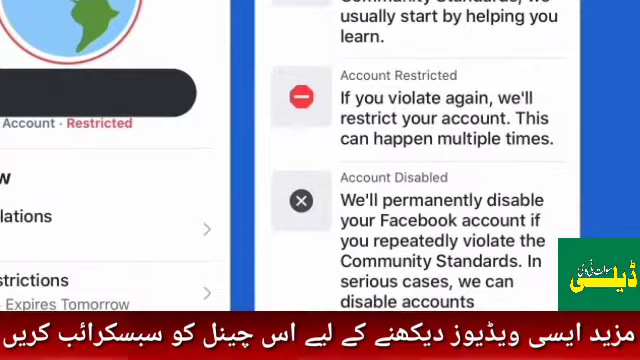 Account · Restricted
w
lations
strictions
Expires Tomorrow
Community Standards, we
usually start by helping you
learn.
Account Restricted
If you violate again, we'll
restrict your account. This
can happen multiple times.
Account Disabled
We'll permanently disable
your Facebook account if
you repeatedly violate the
Community Standards. In
serious cases, we can
disable accounts
ڈیلی
سوات نیوز
مزید ایسی ویڈیوز دیکھنے کے لیے اس چینل کو سبسکرائب کریں